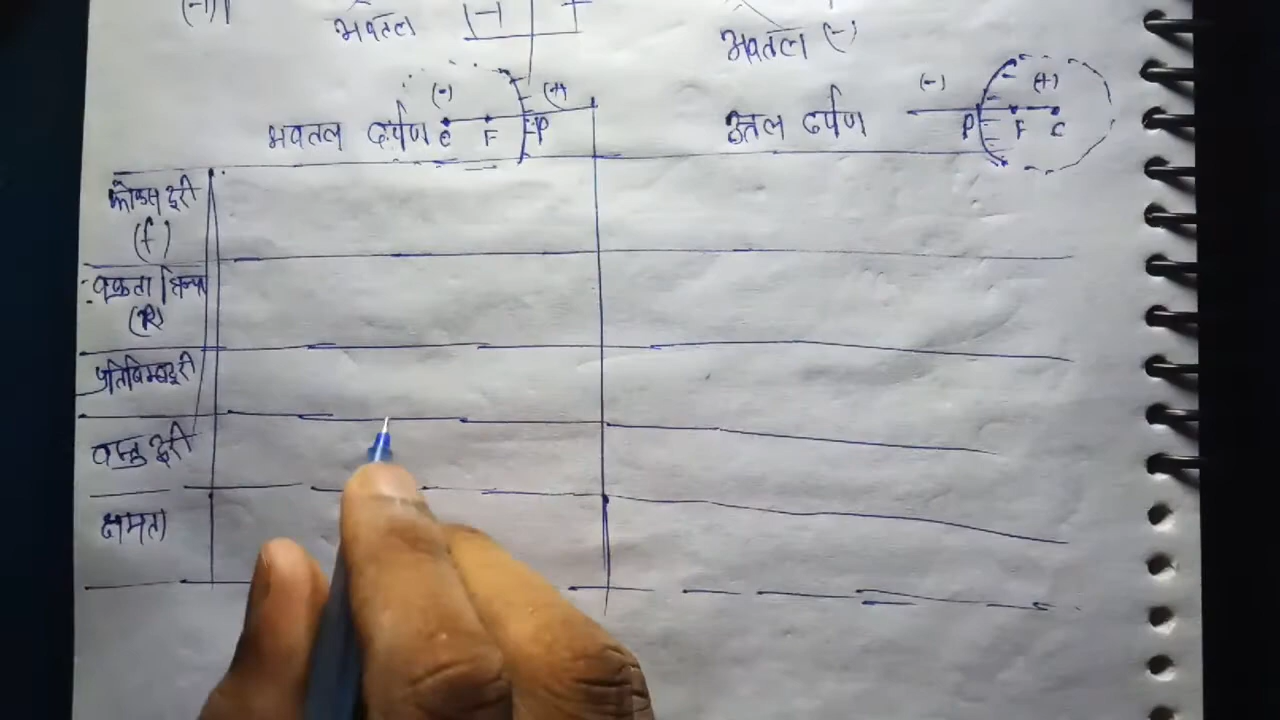 (-)
अवतल (-) +
अवतल (-)
अवतल दर्पण (-) C F P (+)
उत्तल दर्पण (-) P F C (+)
फोकस दूरी
(f)
वक्रता त्रिज्या
(R)
प्रतिबिम्ब दूरी
वस्तु दूरी
क्षमता